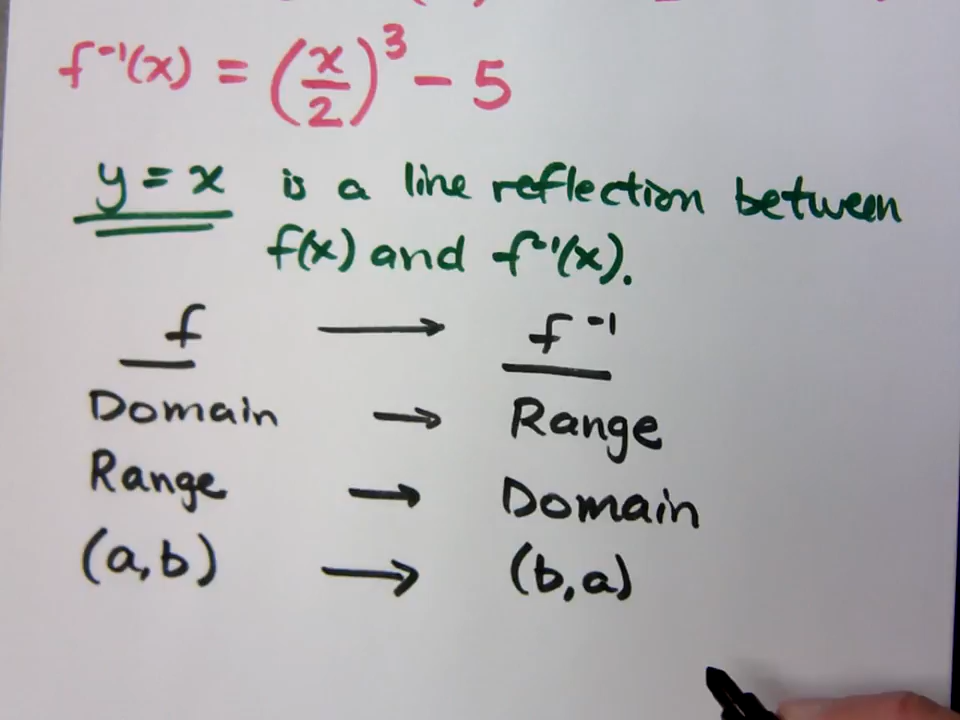 f⁻¹(x) = (x/2)³ - 5
y = x is a line reflection between
f(x) and f⁻¹(x).
f → f⁻¹
Domain → Range
Range → Domain
(a,b) → (b,a)